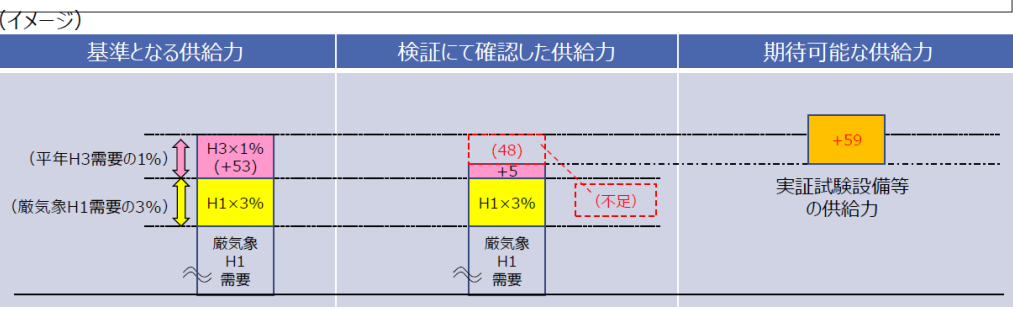 (イメージ)
基準となる供給力
検証にて確認した供給力
期待可能な供給力
(平年H3需要の1%)
H3×1%
(+53)
(厳気象H1需要の3%)
H1×3%
厳気象
H1
需要
(48)
+5
(不足)
H1×3%
厳気象
H1
需要
+59
実証試験設備等
の供給力